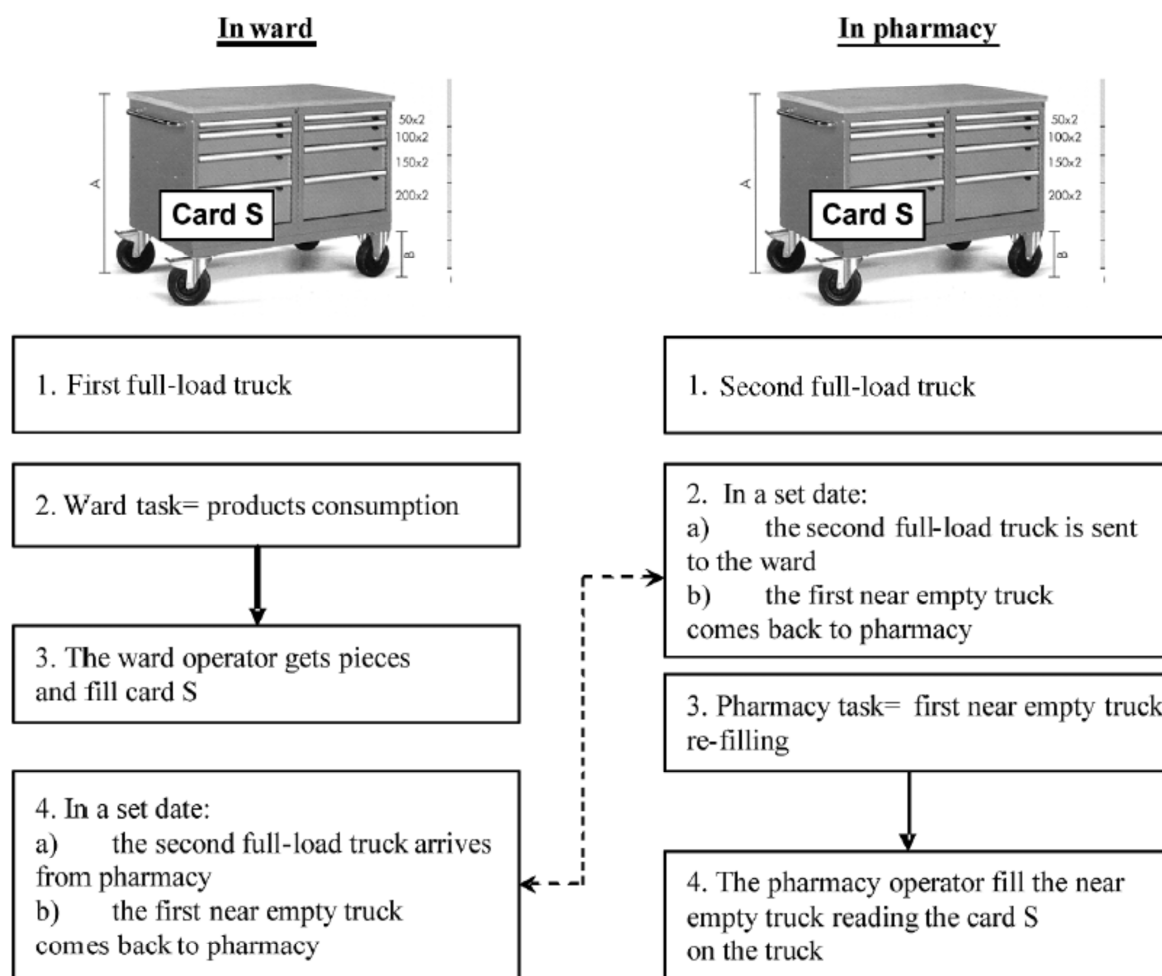 In ward
50x2
100x2
150x2
200x2
A
Card S
B
1. First full-load truck
2. Ward task= products consumption
3. The ward operator gets pieces
and fill card S
4. In a set date:
a) the second full-load truck arrives
from pharmacy
b) the first near empty truck
comes back to pharmacy
In pharmacy
50x2
100x2
150x2
200x2
A
Card S
B
1. Second full-load truck
2. In a set date:
a) the second full-load truck is sent
to the ward
b) the first near empty truck
comes back to pharmacy
3. Pharmacy task= first near empty truck
re-filling
4. The pharmacy operator fill the near
empty truck reading the card S
on the truck